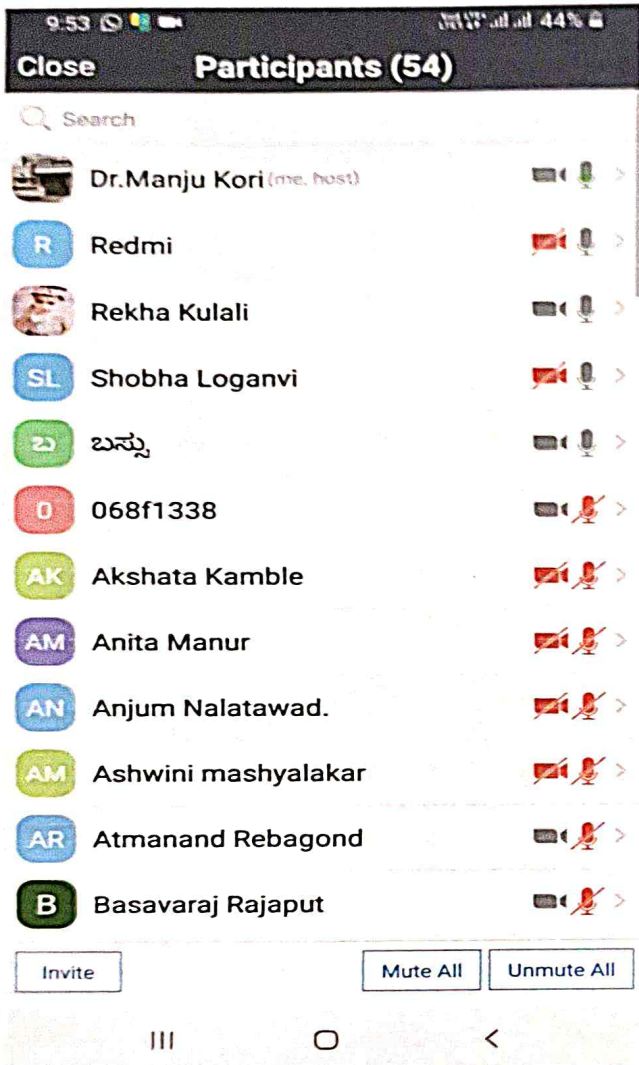 9:53 44%
Close Participants (54)
Search
Dr.Manju Kori (me, host)
R Redmi
Rekha Kulali
SL Shobha Loganvi
ಬ ಬಸ್ಸು
0 068f1338
AK Akshata Kamble
AM Anita Manur
AN Anjum Nalatawad.
AM Ashwini mashyalakar
AR Atmanand Rebagond
B Basavaraj Rajaput
Invite Mute All Unmute All